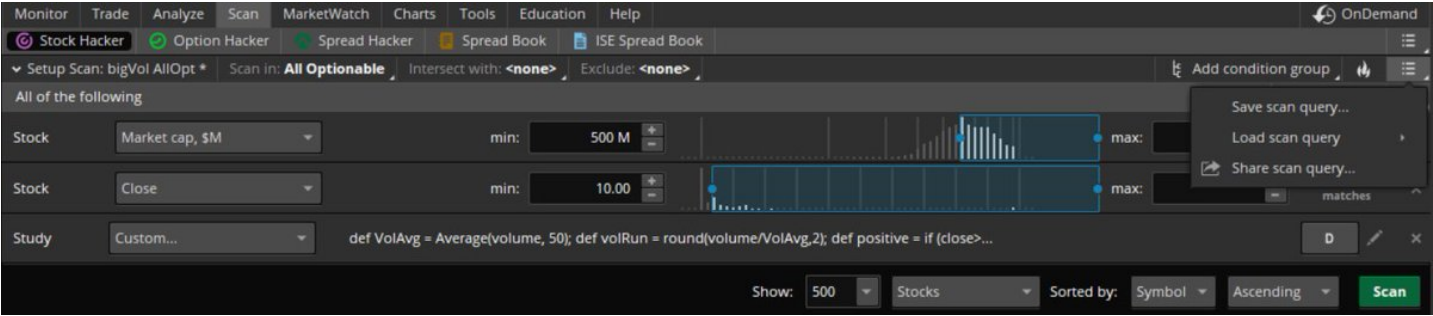 Monitor Trade Analyze Scan MarketWatch Charts Tools Education Help OnDemand
Stock Hacker Option Hacker Spread Hacker Spread Book ISE Spread Book
Setup Scan: bigVol AllOpt * Scan in: All Optionable Intersect with: <none> Exclude: <none> Add condition group
All of the following
Save scan query...
Load scan query
Share scan query...
Stock Market cap, $M min: 500 M max:
Stock Close min: 10.00 max: matches
Study Custom... def VolAvg = Average(volume, 50); def volRun = round(volume/VolAvg,2); def positive = if (close>... D
Show: 500 Stocks Sorted by: Symbol Ascending Scan